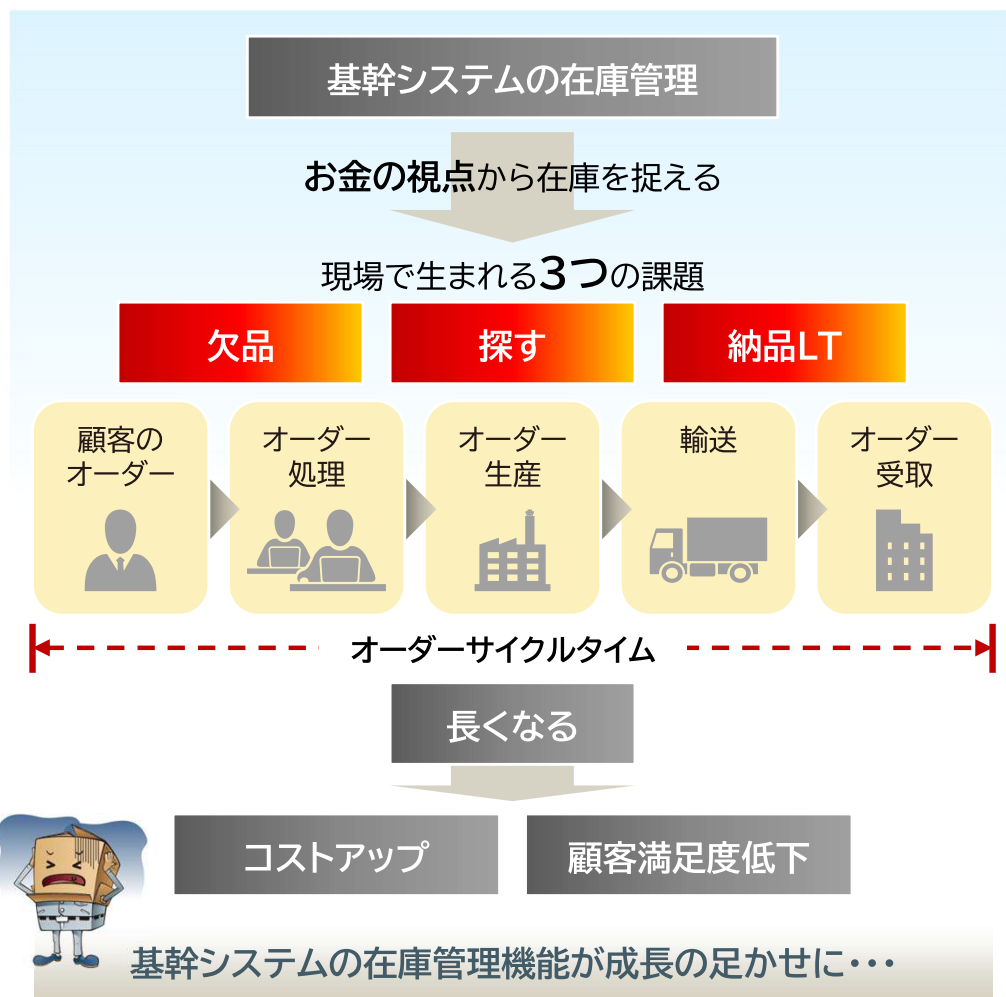 基幹システムの在庫管理
お金の視点から在庫を捉える
現場で生まれる3つの課題
欠品
探す
納品LT
顧客の
オーダー
オーダー
処理
オーダー
生産
輸送
オーダー
受取
オーダーサイクルタイム
長くなる
コストアップ
顧客満足度低下
基幹システムの在庫管理機能が成長の足かせに・・・